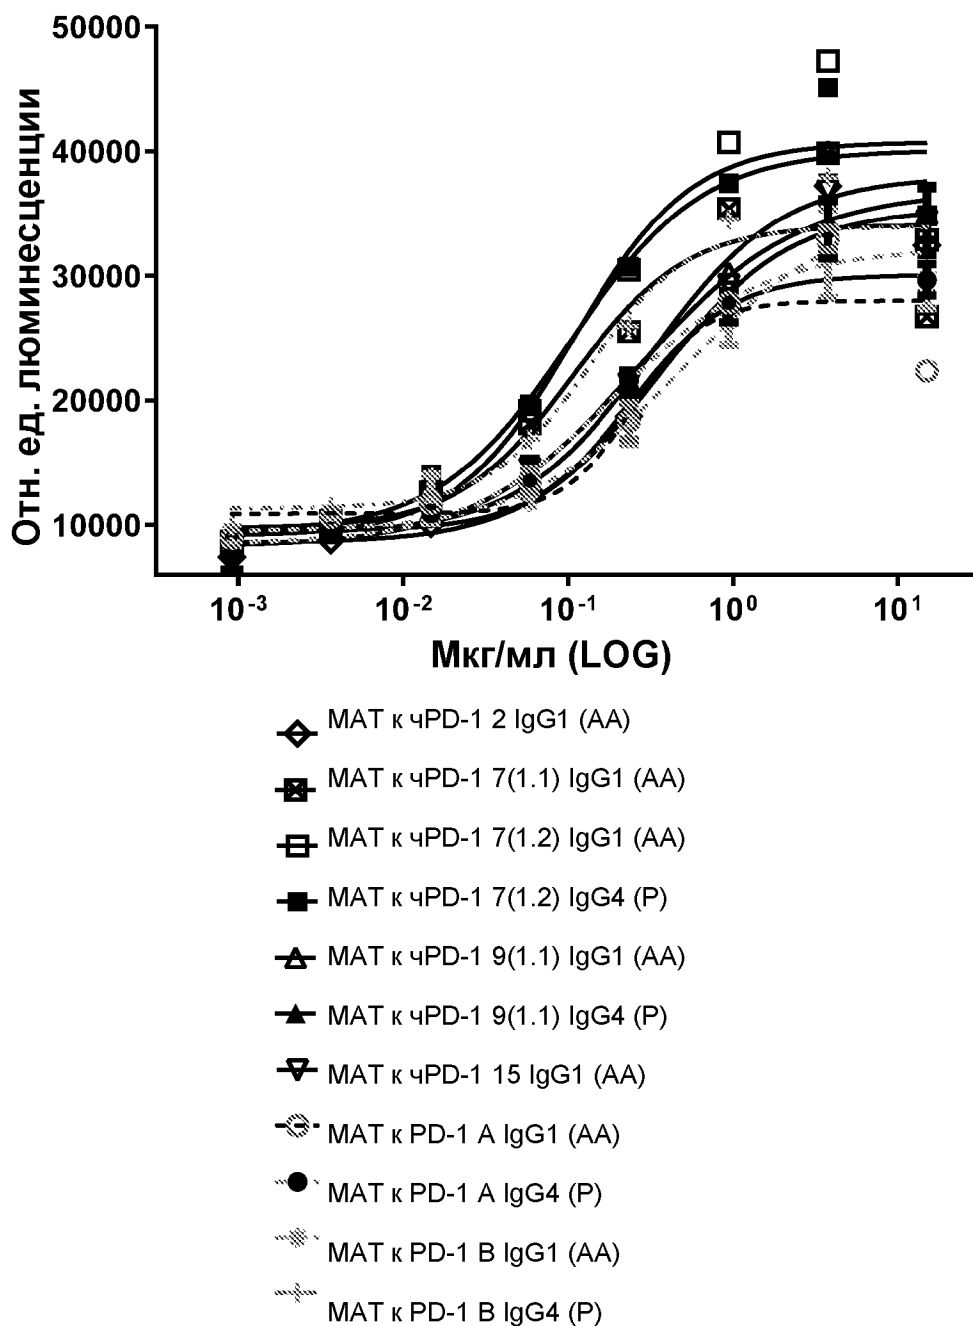 50000
40000
30000
20000
10000
Отн. ед. люминесценции
10⁻³ 10⁻² 10⁻¹ 10⁰ 10¹
Мкг/мл (LOG)
МАТ к чPD-1 2 IgG1 (AA)
МАТ к чPD-1 7(1.1) IgG1 (AA)
МАТ к чPD-1 7(1.2) IgG1 (AA)
МАТ к чPD-1 7(1.2) IgG4 (P)
МАТ к чPD-1 9(1.1) IgG1 (AA)
МАТ к чPD-1 9(1.1) IgG4 (P)
МАТ к чPD-1 15 IgG1 (AA)
МАТ к PD-1 A IgG1 (AA)
МАТ к PD-1 A IgG4 (P)
МАТ к PD-1 B IgG1 (AA)
МАТ к PD-1 B IgG4 (P)